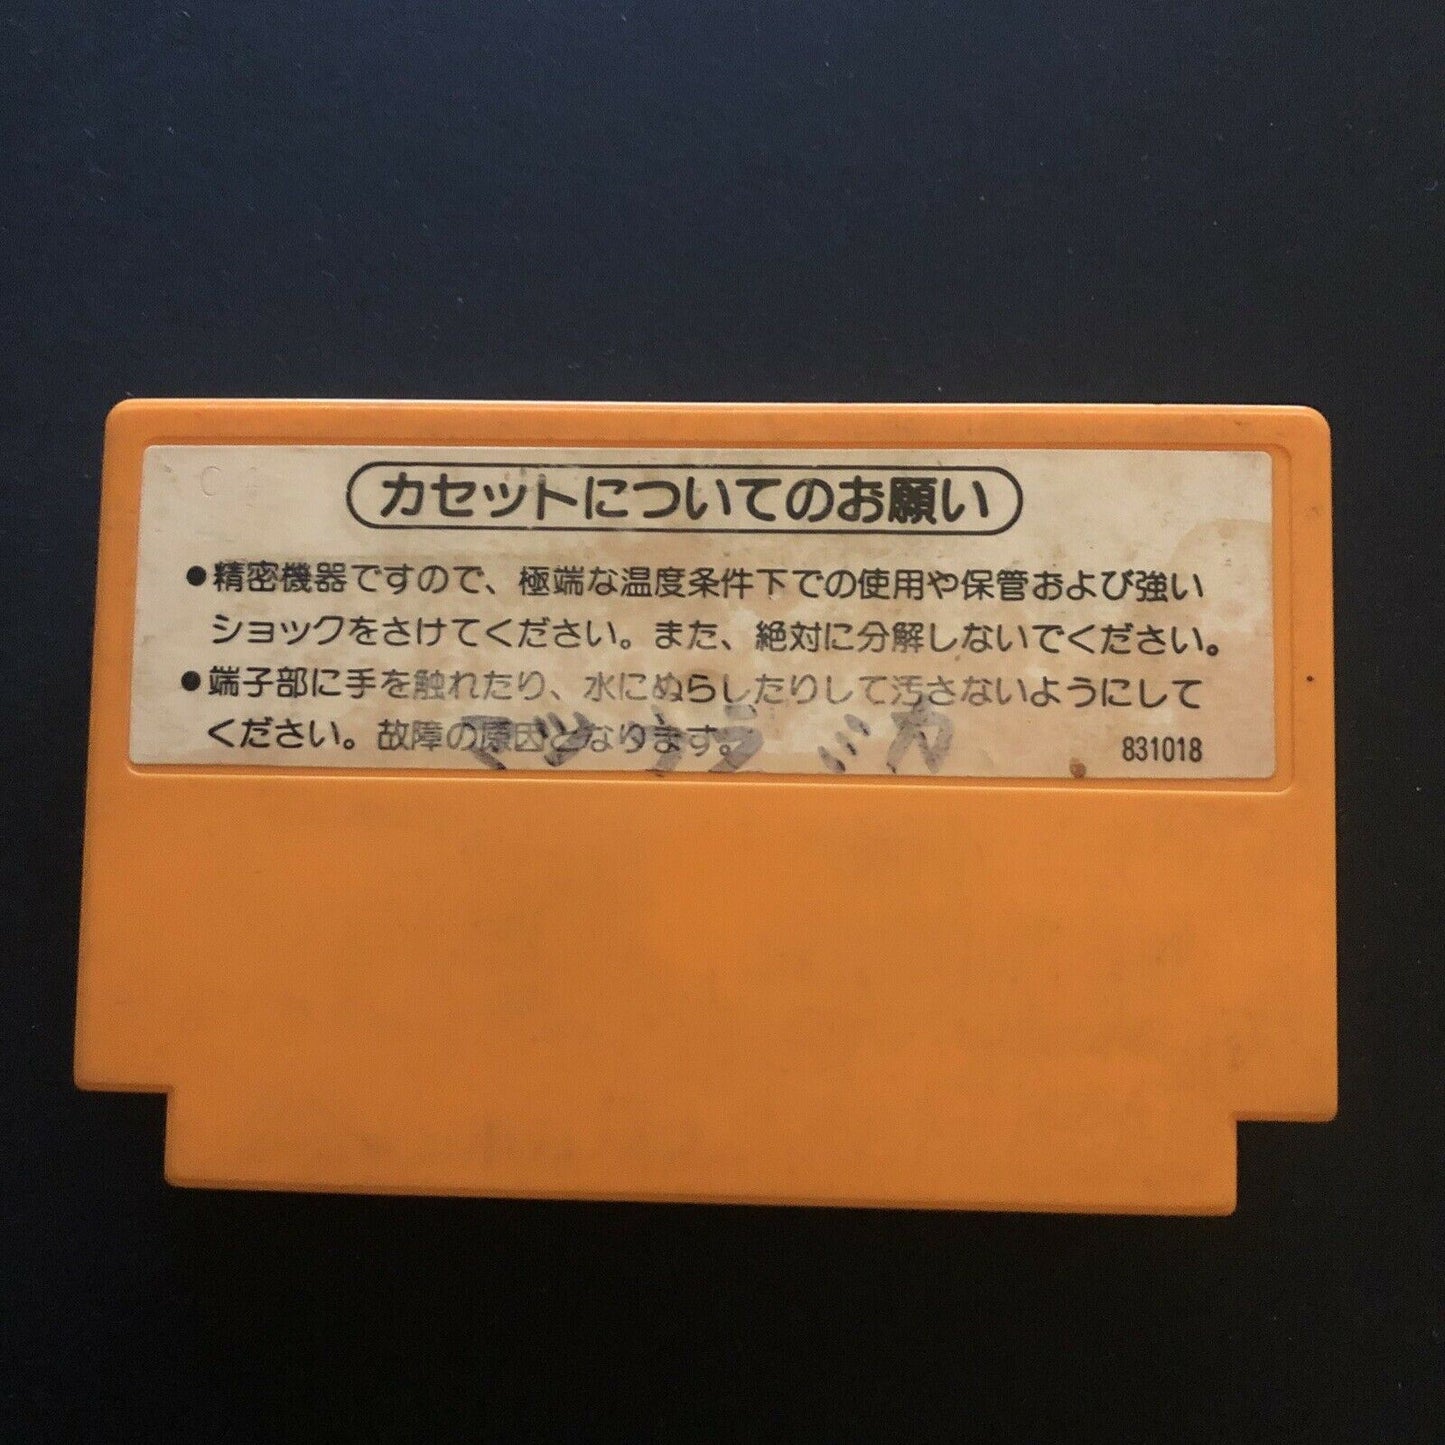 カセットについてのお願い
●精密機器ですので、極端な温度条件下での使用や保管および強い
ショックをさけてください。また、絶対に分解しないでください。
●端子部に手を触れたり、水にぬらしたりして汚さないようにして
ください。故障の原因となります。
831018
ミカ